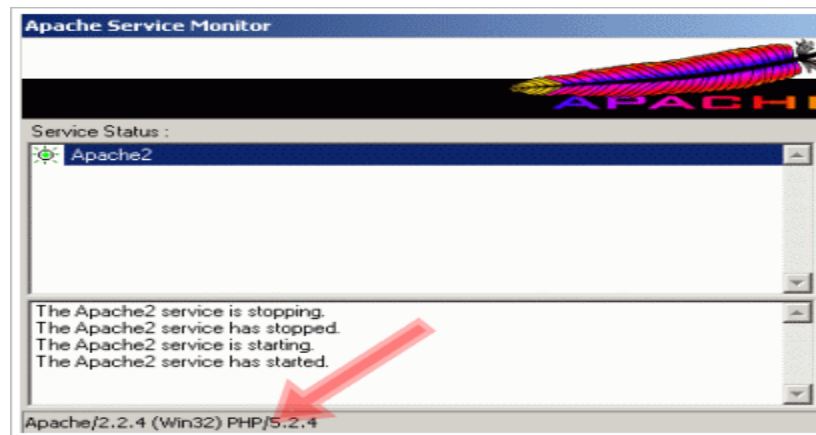 Apache Service Monitor
APACHE
Service Status :
Apache2
The Apache2 service is stopping.
The Apache2 service has stopped.
The Apache2 service is starting.
The Apache2 service has started.
Apache/2.2.4 (Win32) PHP/5.2.4